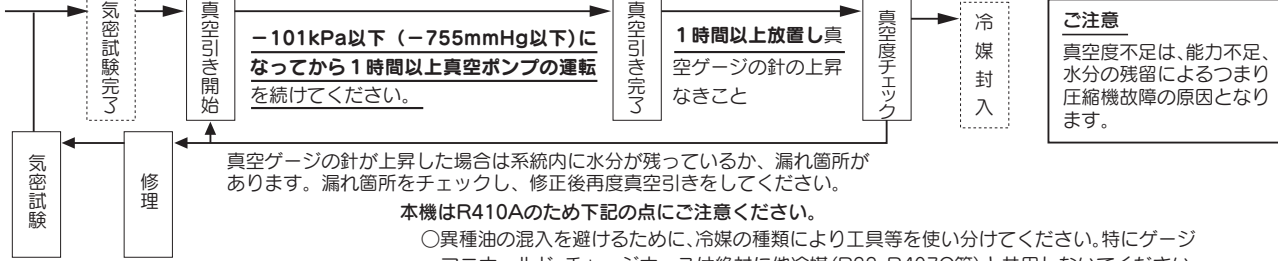 気密試験完了
真空引き開始
－101kPa以下（－755mmHg以下）に
なってから１時間以上真空ポンプの運転
を続けてください。
真空引き完了
１時間以上放置し真
空ゲージの針の上昇
なきこと
真空度チェック
冷媒封入
ご注意
真空度不足は、能力不足、
水分の残留によるつまり
圧縮機故障の原因となり
ます。
気密試験
修理
真空ゲージの針が上昇した場合は系統内に水分が残っているか、漏れ箇所が
あります。漏れ箇所をチェックし、修正後再度真空引きをしてください。
本機はR410Aのため下記の点にご注意ください。
○異種油の混入を避けるために、冷媒の種類により工具等を使い分けてください。特にゲージ